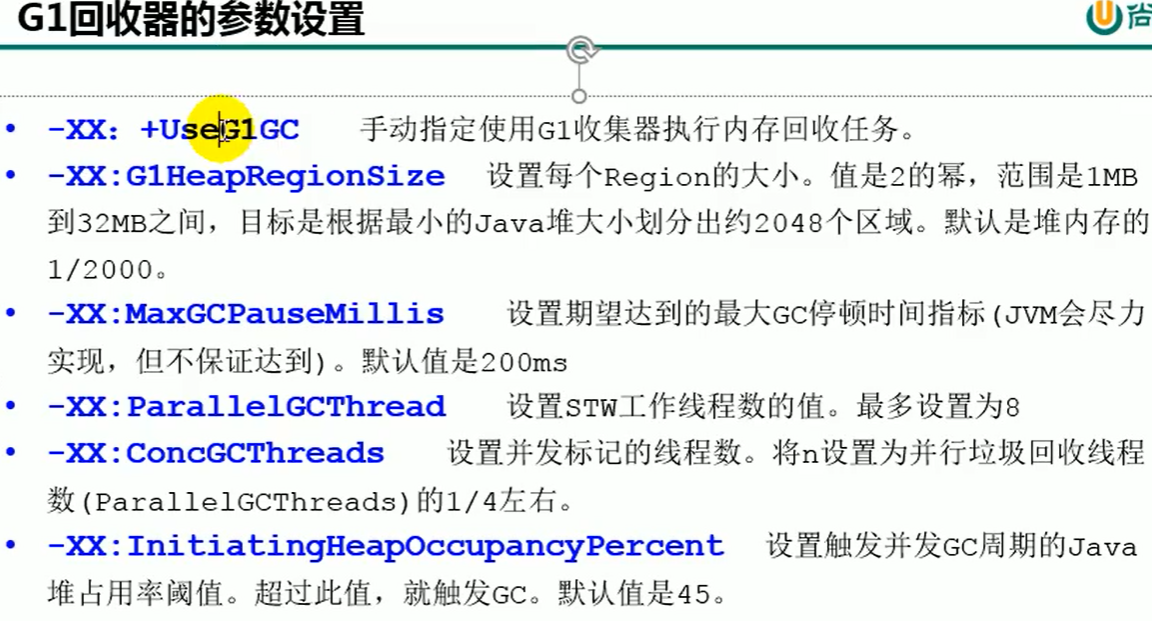 G1回收器的参数设置
尚
• -XX：+UseG1GC 手动指定使用G1收集器执行内存回收任务。
• -XX:G1HeapRegionSize 设置每个Region的大小。值是2的幂，范围是1MB
到32MB之间，目标是根据最小的Java堆大小划分出约2048个区域。默认是堆内存的
1/2000。
• -XX:MaxGCPauseMillis 设置期望达到的最大GC停顿时间指标(JVM会尽力
实现，但不保证达到)。默认值是200ms
• -XX:ParallelGCThread 设置STW工作线程数的值。最多设置为8
• -XX:ConcGCThreads 设置并发标记的线程数。将n设置为并行垃圾回收线程
数(ParallelGCThreads)的1/4左右。
• -XX:InitiatingHeapOccupancyPercent 设置触发并发GC周期的Java
堆占用率阈值。超过此值，就触发GC。默认值是45。